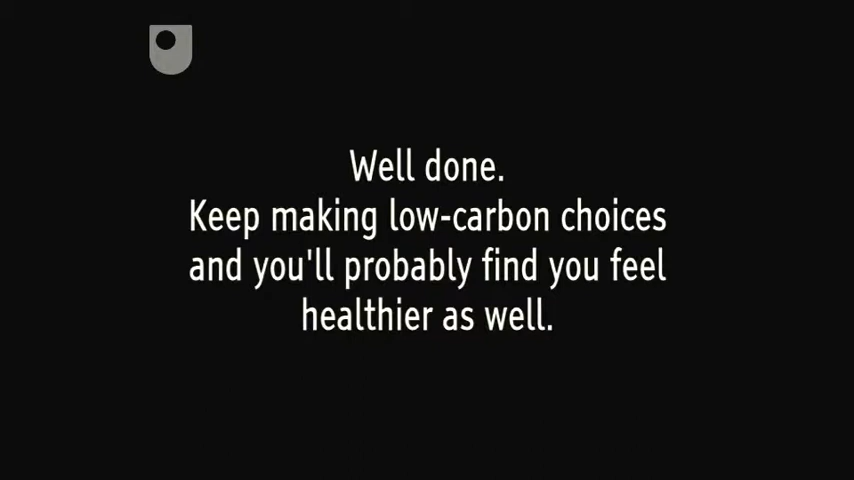 Well done.
Keep making low-carbon choices
and you'll probably find you feel
healthier as well.